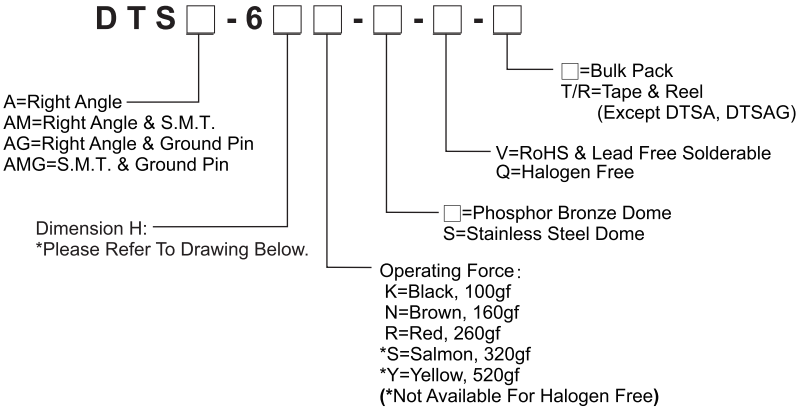 DTS□-6□□-□-□-□
A=Right Angle
AM=Right Angle & S.M.T.
AG=Right Angle & Ground Pin
AMG=S.M.T. & Ground Pin
□=Bulk Pack
T/R=Tape & Reel
(Except DTSA, DTSAG)
V=RoHS & Lead Free Solderable
Q=Halogen Free
Dimension H:
*Please Refer To Drawing Below.
□=Phosphor Bronze Dome
S=Stainless Steel Dome
Operating Force:
K=Black, 100gf
N=Brown, 160gf
R=Red, 260gf
*S=Salmon, 320gf
*Y=Yellow, 520gf
(*Not Available For Halogen Free)